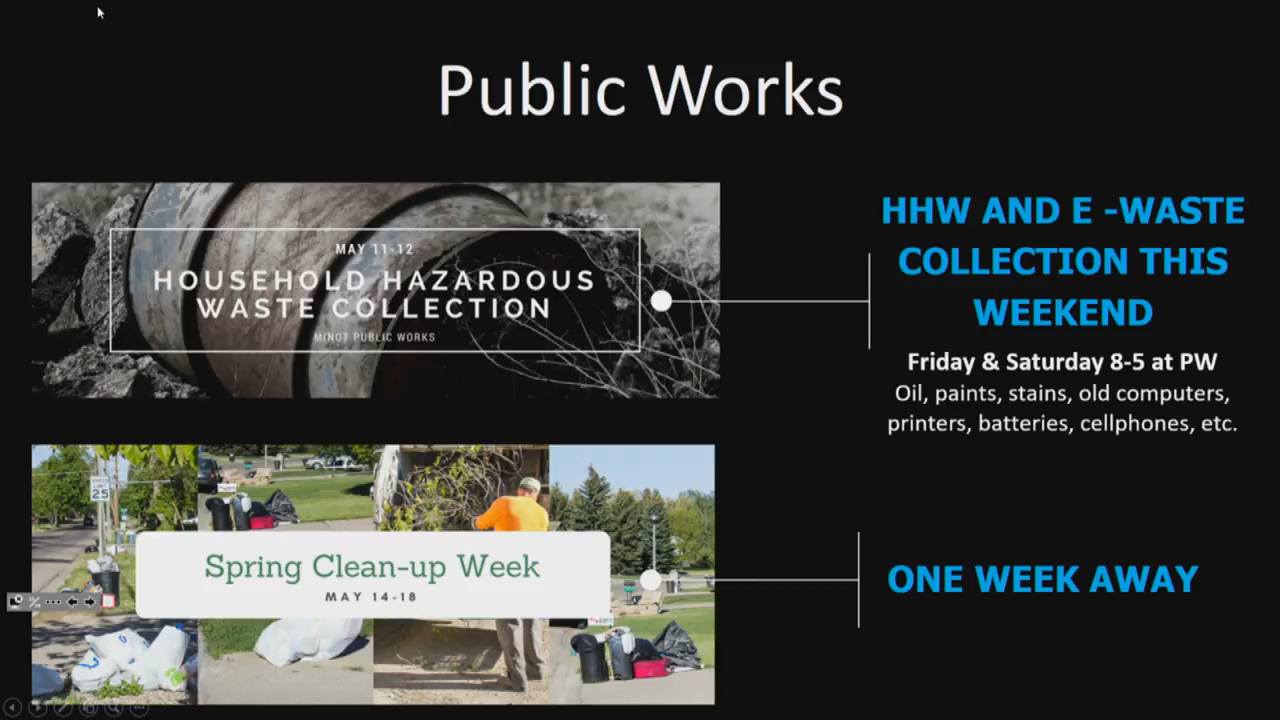 Public Works
MAY 11-12
HOUSEHOLD HAZARDOUS
WASTE COLLECTION
MINOT PUBLIC WORKS
HHW AND E -WASTE
COLLECTION THIS
WEEKEND
Friday & Saturday 8-5 at PW
Oil, paints, stains, old computers,
printers, batteries, cellphones, etc.
SPEED
LIMIT
25
Spring Clean-up Week
MAY 14-18
ONE WEEK AWAY